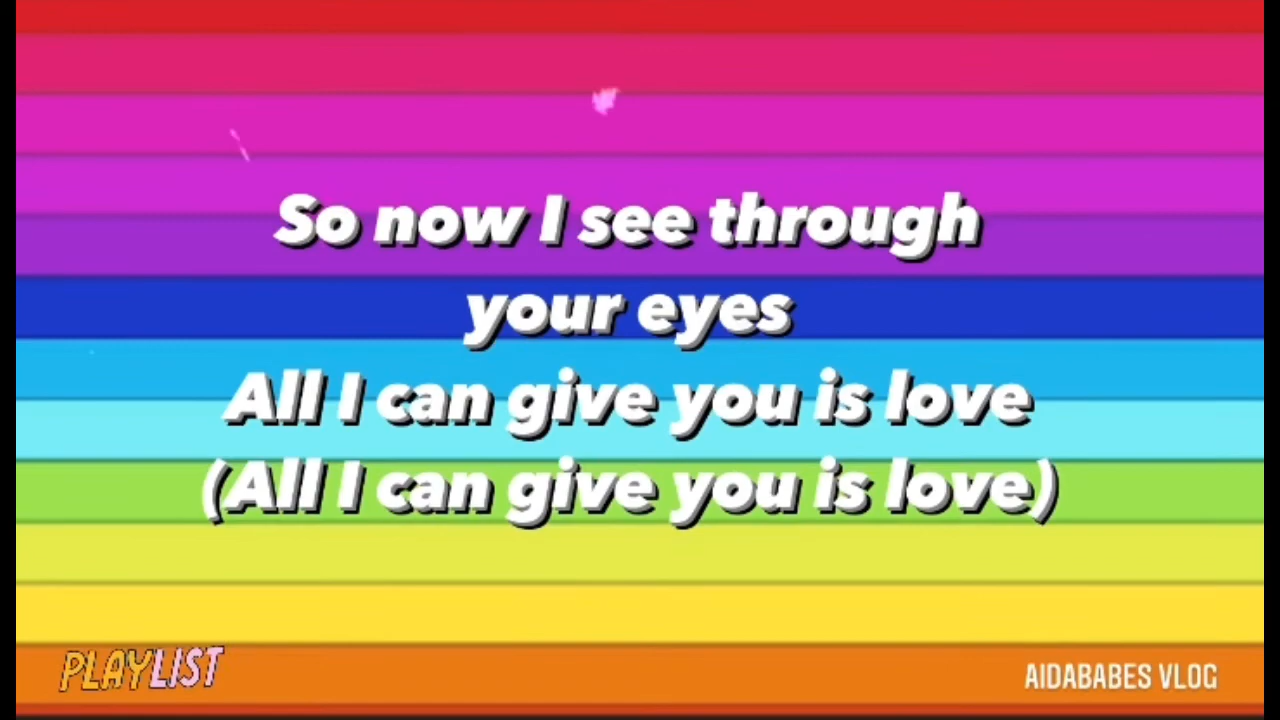 So now I see through
your eyes
All I can give you is love
(All I can give you is love)
PLAYLIST
AIDABABES VLOG